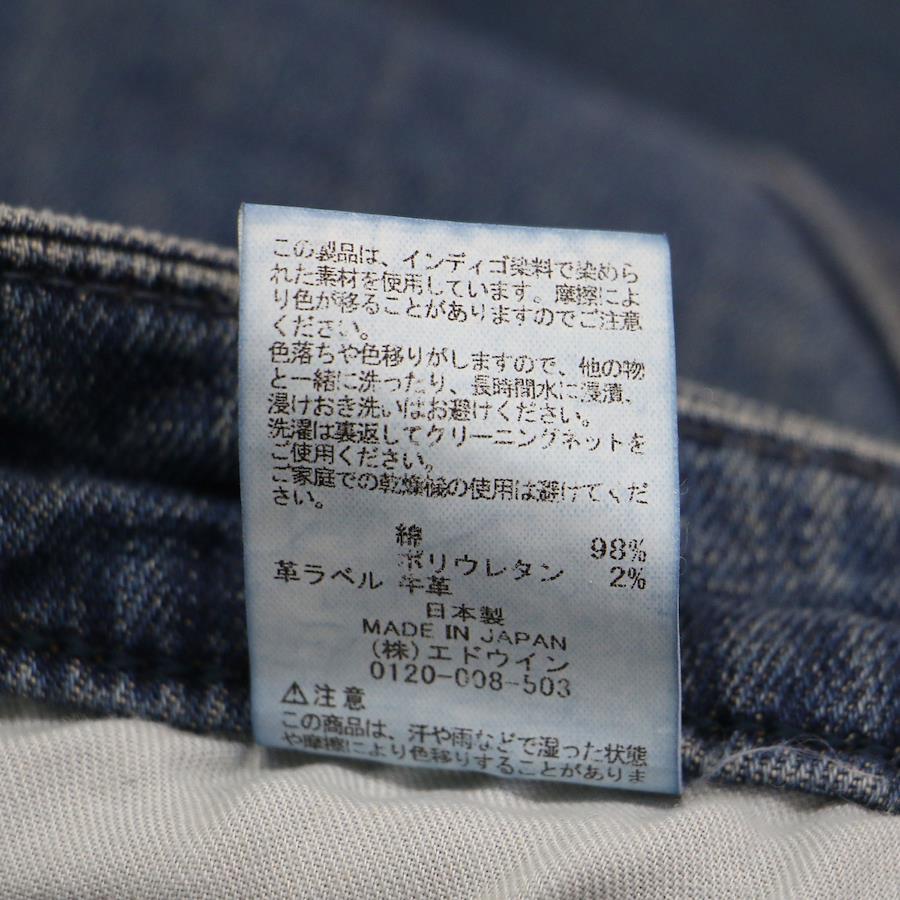 この製品は、インディゴ染料で染めら
れた素材を使用しています。摩擦によ
り色が移ることがありますのでご注意
ください。
色落ちや色移りがしますので、他の物
と一緒に洗ったり、長時間水に浸漬、
浸けおき洗いはお避けください。
洗濯は裏返してクリーニングネットを
ご使用ください。
ご家庭での乾燥機の使用は避けてくだ
さい。
綿 98%
ポリウレタン 2%
革ラベル 牛革
日本製
MADE IN JAPAN
(株)エドウイン
0120-008-503
⚠注意
この商品は、汗や雨などで湿った状態
や摩擦により色移りすることがありま